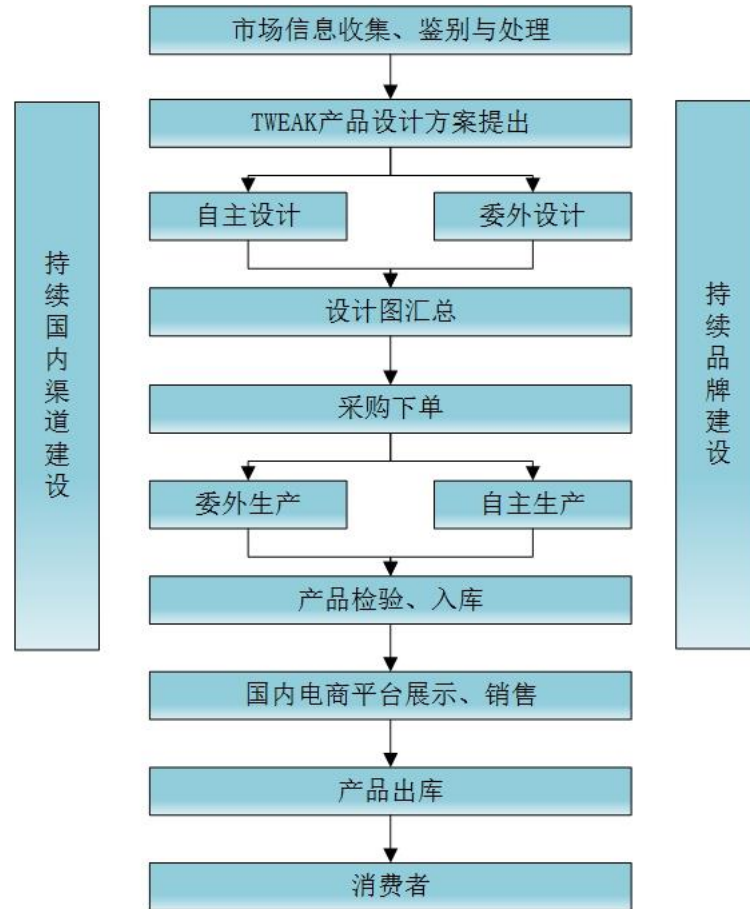 市场信息收集、鉴别与处理
TWEAK产品设计方案提出
自主设计
委外设计
设计图汇总
采购下单
委外生产
自主生产
产品检验、入库
国内电商平台展示、销售
产品出库
消费者
持续国内渠道建设
持续品牌建设